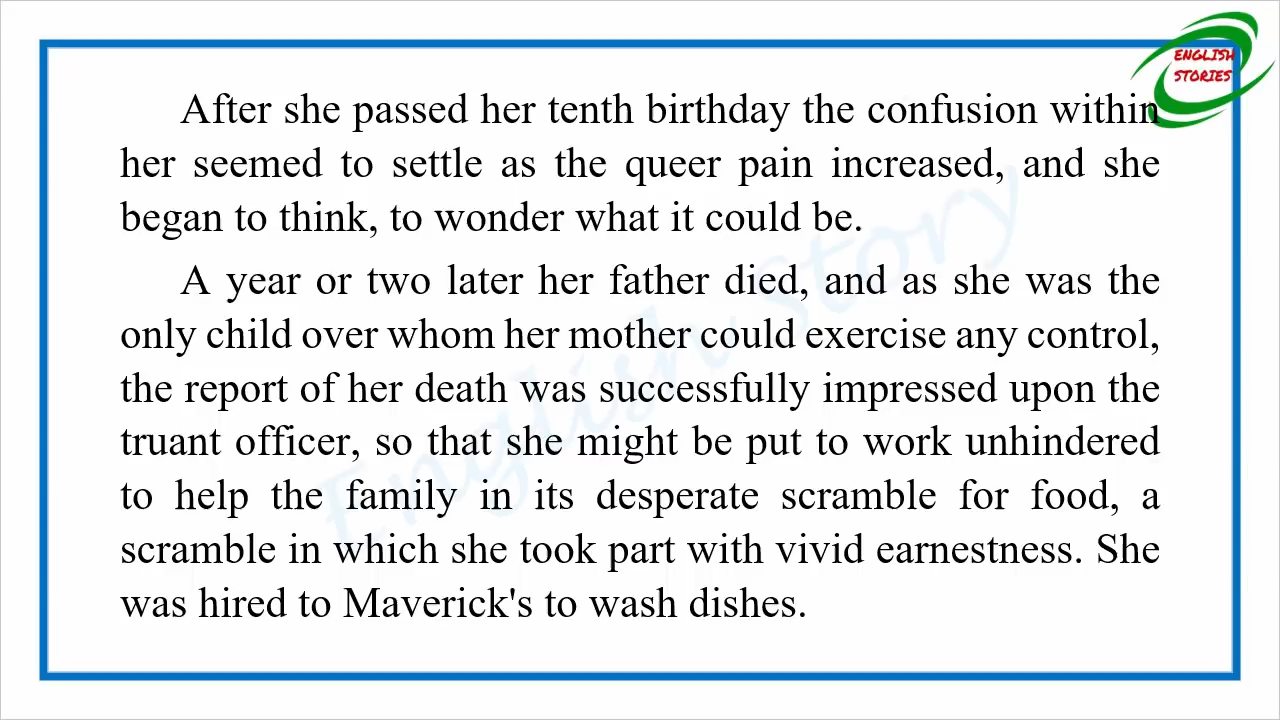 ENGLISH
STORIES
After she passed her tenth birthday the confusion within
her seemed to settle as the queer pain increased, and she
began to think, to wonder what it could be.
A year or two later her father died, and as she was the
only child over whom her mother could exercise any control,
the report of her death was successfully impressed upon the
truant officer, so that she might be put to work unhindered
to help the family in its desperate scramble for food, a
scramble in which she took part with vivid earnestness. She
was hired to Maverick's to wash dishes.
English Story